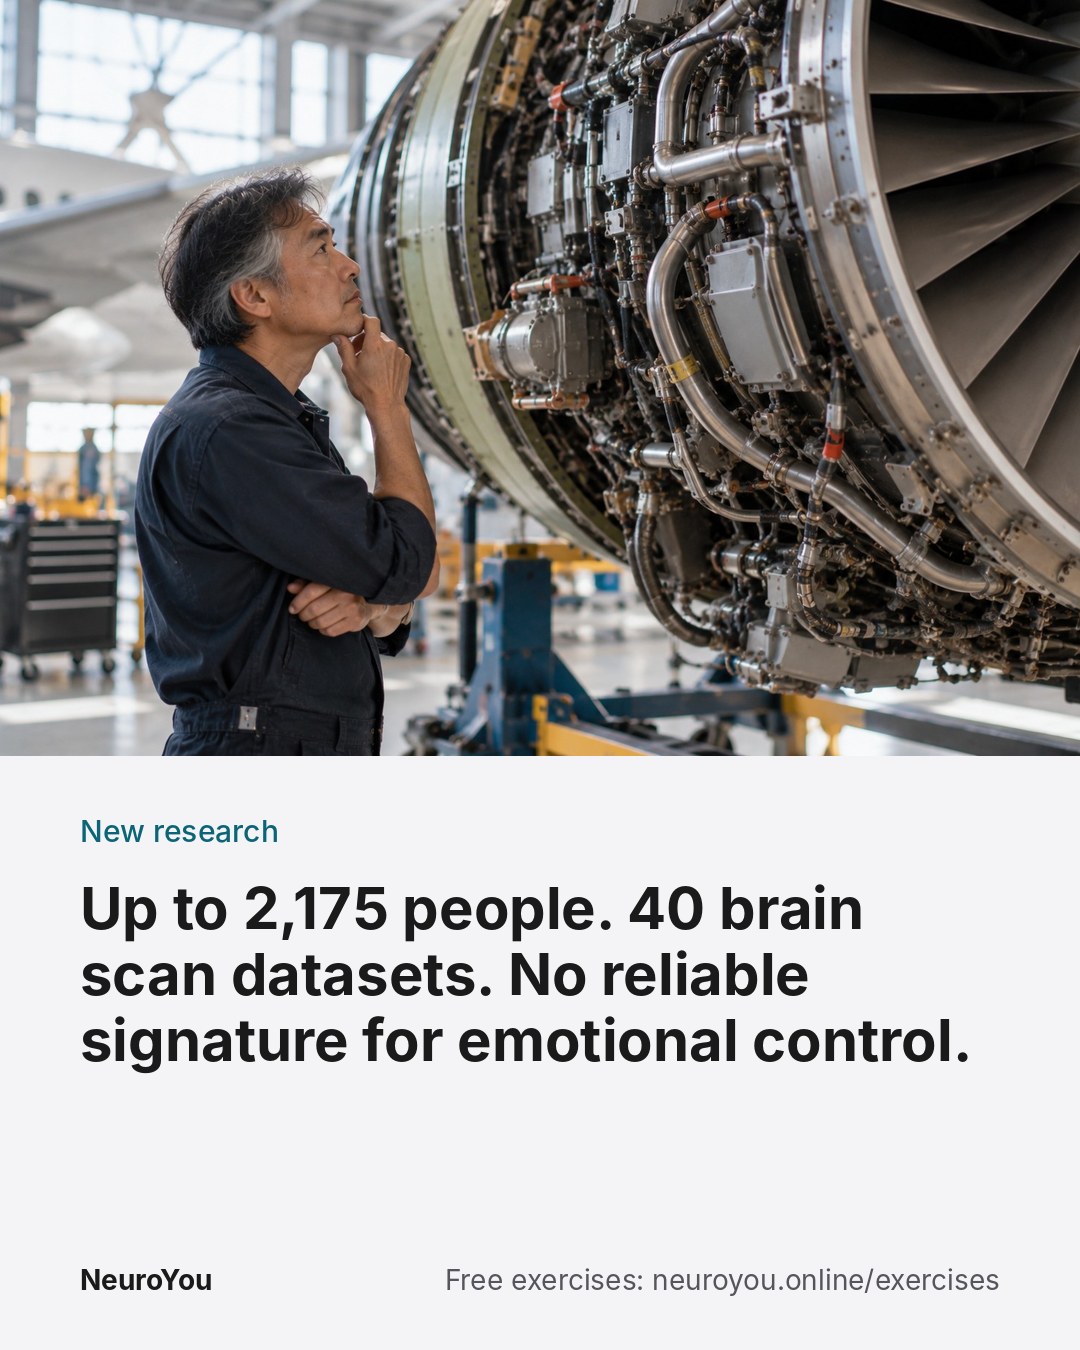 New research
Up to 2,175 people. 40 brain
scan datasets. No reliable
signature for emotional control.
NeuroYou
Free exercises: neuroyou.online/exercises